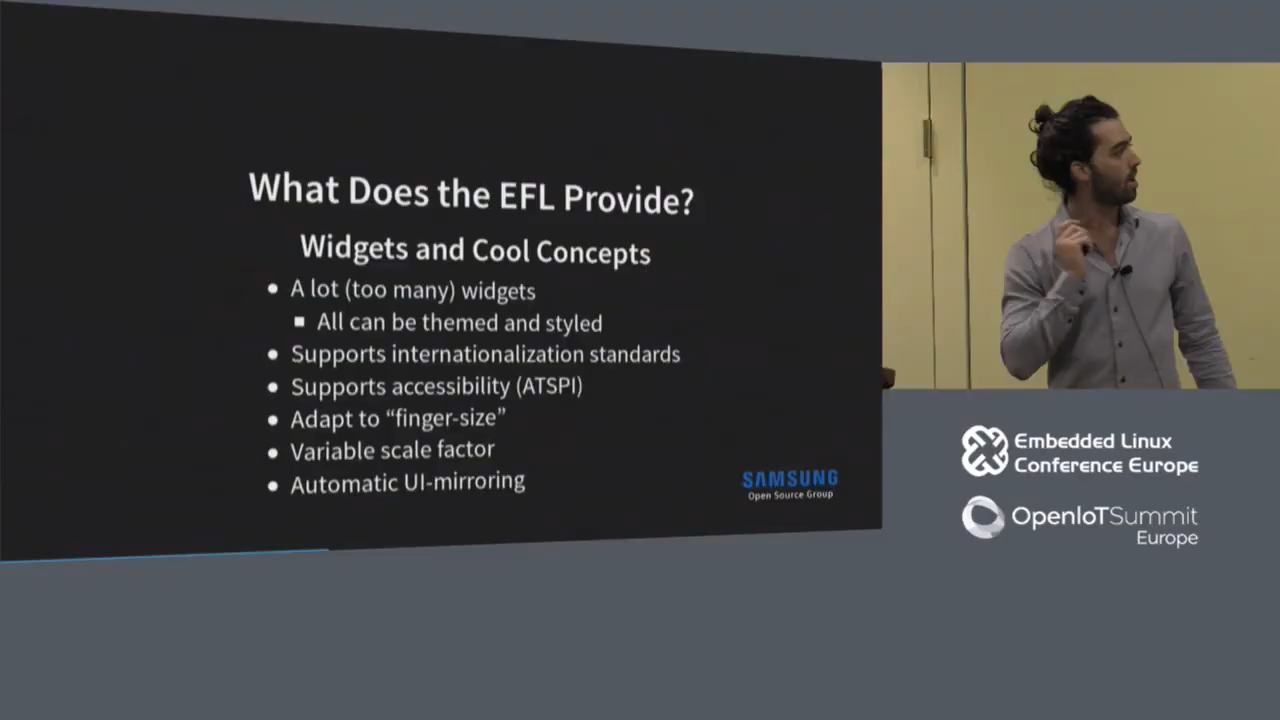 What Does the EFL Provide?
Widgets and Cool Concepts
A lot (too many) widgets
All can be themed and styled
Supports internationalization standards
Supports accessibility (ATSPI)
Adapt to “finger-size”
Variable scale factor
Automatic UI-mirroring
SAMSUNG
Open Source Group
Embedded Linux
Conference Europe
OpenIoTSummit
Europe